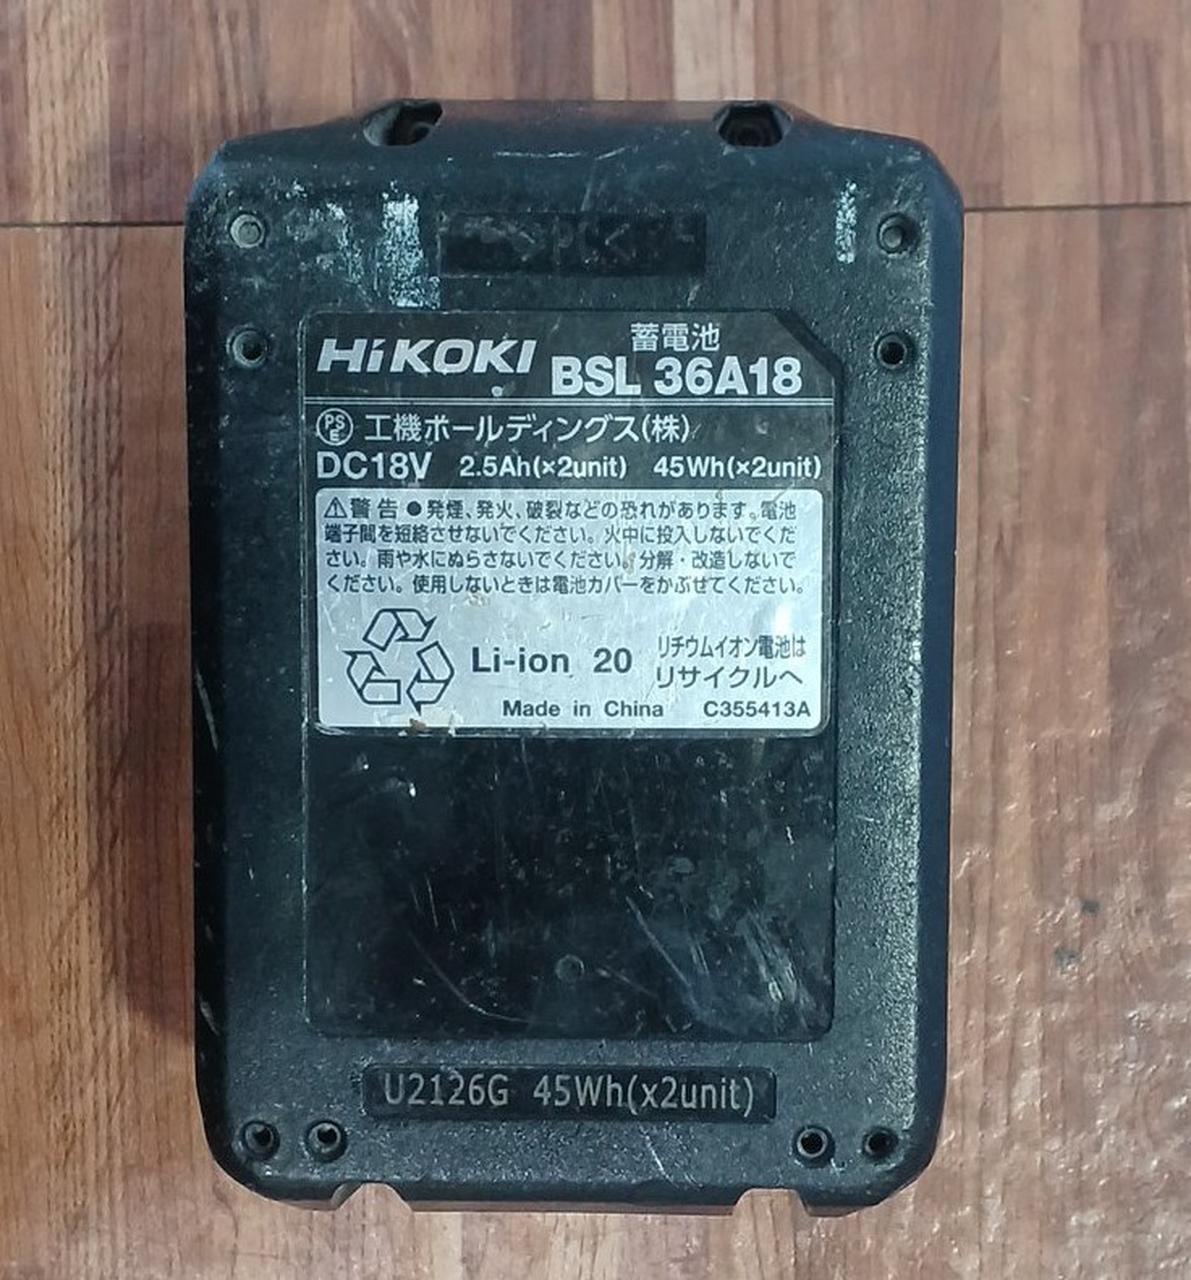 >PC<
HiKOKI
蓄電池
BSL 36A18
PSE 工機ホールディングス(株)
DC18V 2.5Ah(×2unit) 45Wh(×2unit)
⚠警告 ●発煙、発火、破裂などの恐れがあります。電池
端子間を短絡させないでください。火中に投入しないでくだ
さい。雨や水にぬらさないでください。分解・改造しないで
ください。使用しないときは電池カバーをかぶせてください。
Li-ion 20
リチウムイオン電池は
リサイクルへ
Made in China C355413A
U2126G 45Wh(x2unit)